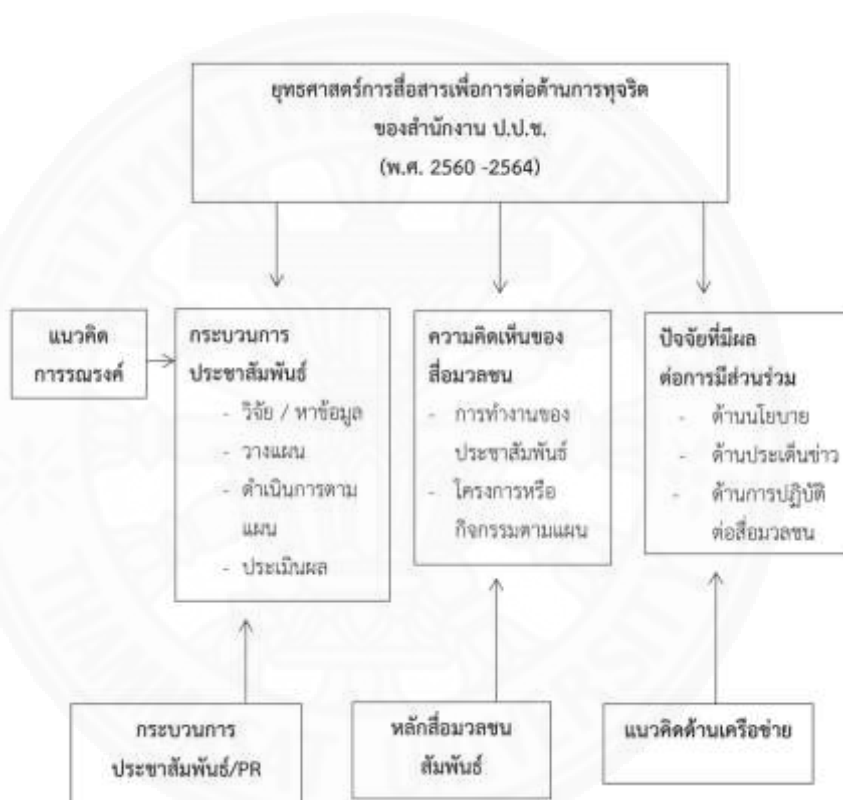 ยุทธศาสตร์การสื่อสารเพื่อการต่อต้านการทุจริต
ของสำนักงาน ป.ป.ช.
(พ.ศ. 2560 -2564)
แนวคิด
การรณรงค์
กระบวนการ
ประชาสัมพันธ์
- วิจัย / หาข้อมูล
- วางแผน
- ดำเนินการตาม
แผน
- ประเมินผล
ความคิดเห็นของ
สื่อมวลชน
- การทำงานของ
ประชาสัมพันธ์
- โครงการหรือ
กิจกรรมตามแผน
ปัจจัยที่มีผล
ต่อการมีส่วนร่วม
- ด้านนโยบาย
- ด้านประเด็นข่าว
- ด้านการปฏิบัติ
ต่อสื่อมวลชน
กระบวนการ
ประชาสัมพันธ์/PR
หลักสื่อมวลชน
สัมพันธ์
แนวคิดด้านเครือข่าย